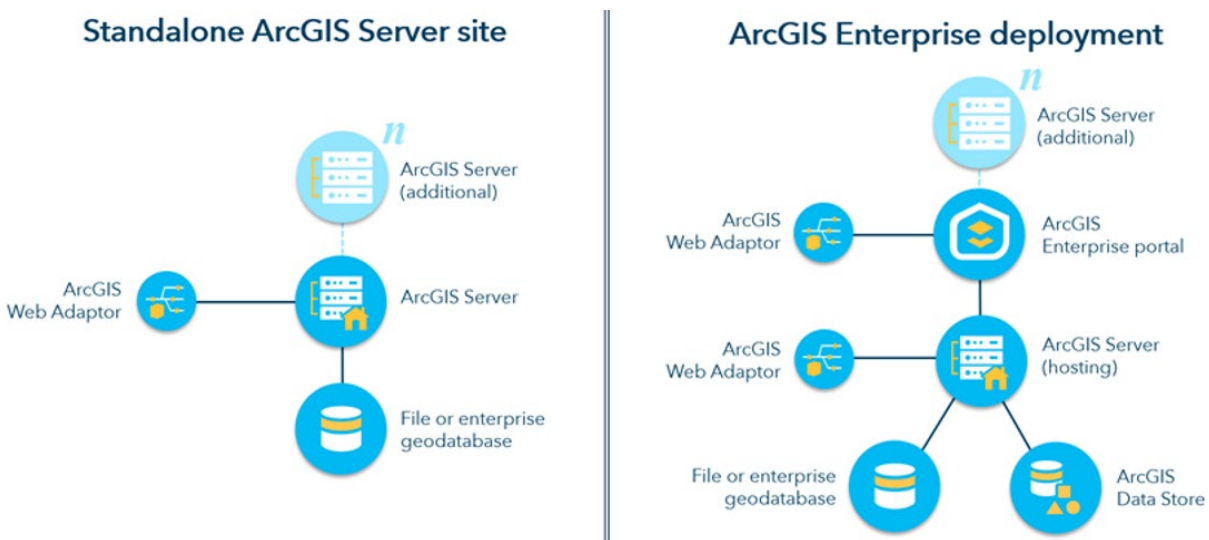 Standalone ArcGIS Server site
n
ArcGIS Server
(additional)
ArcGIS
Web Adaptor
ArcGIS Server
File or enterprise
geodatabase
ArcGIS Enterprise deployment
n
ArcGIS Server
(additional)
ArcGIS
Web Adaptor
ArcGIS
Enterprise portal
ArcGIS
Web Adaptor
ArcGIS Server
(hosting)
File or enterprise
geodatabase
ArcGIS
Data Store